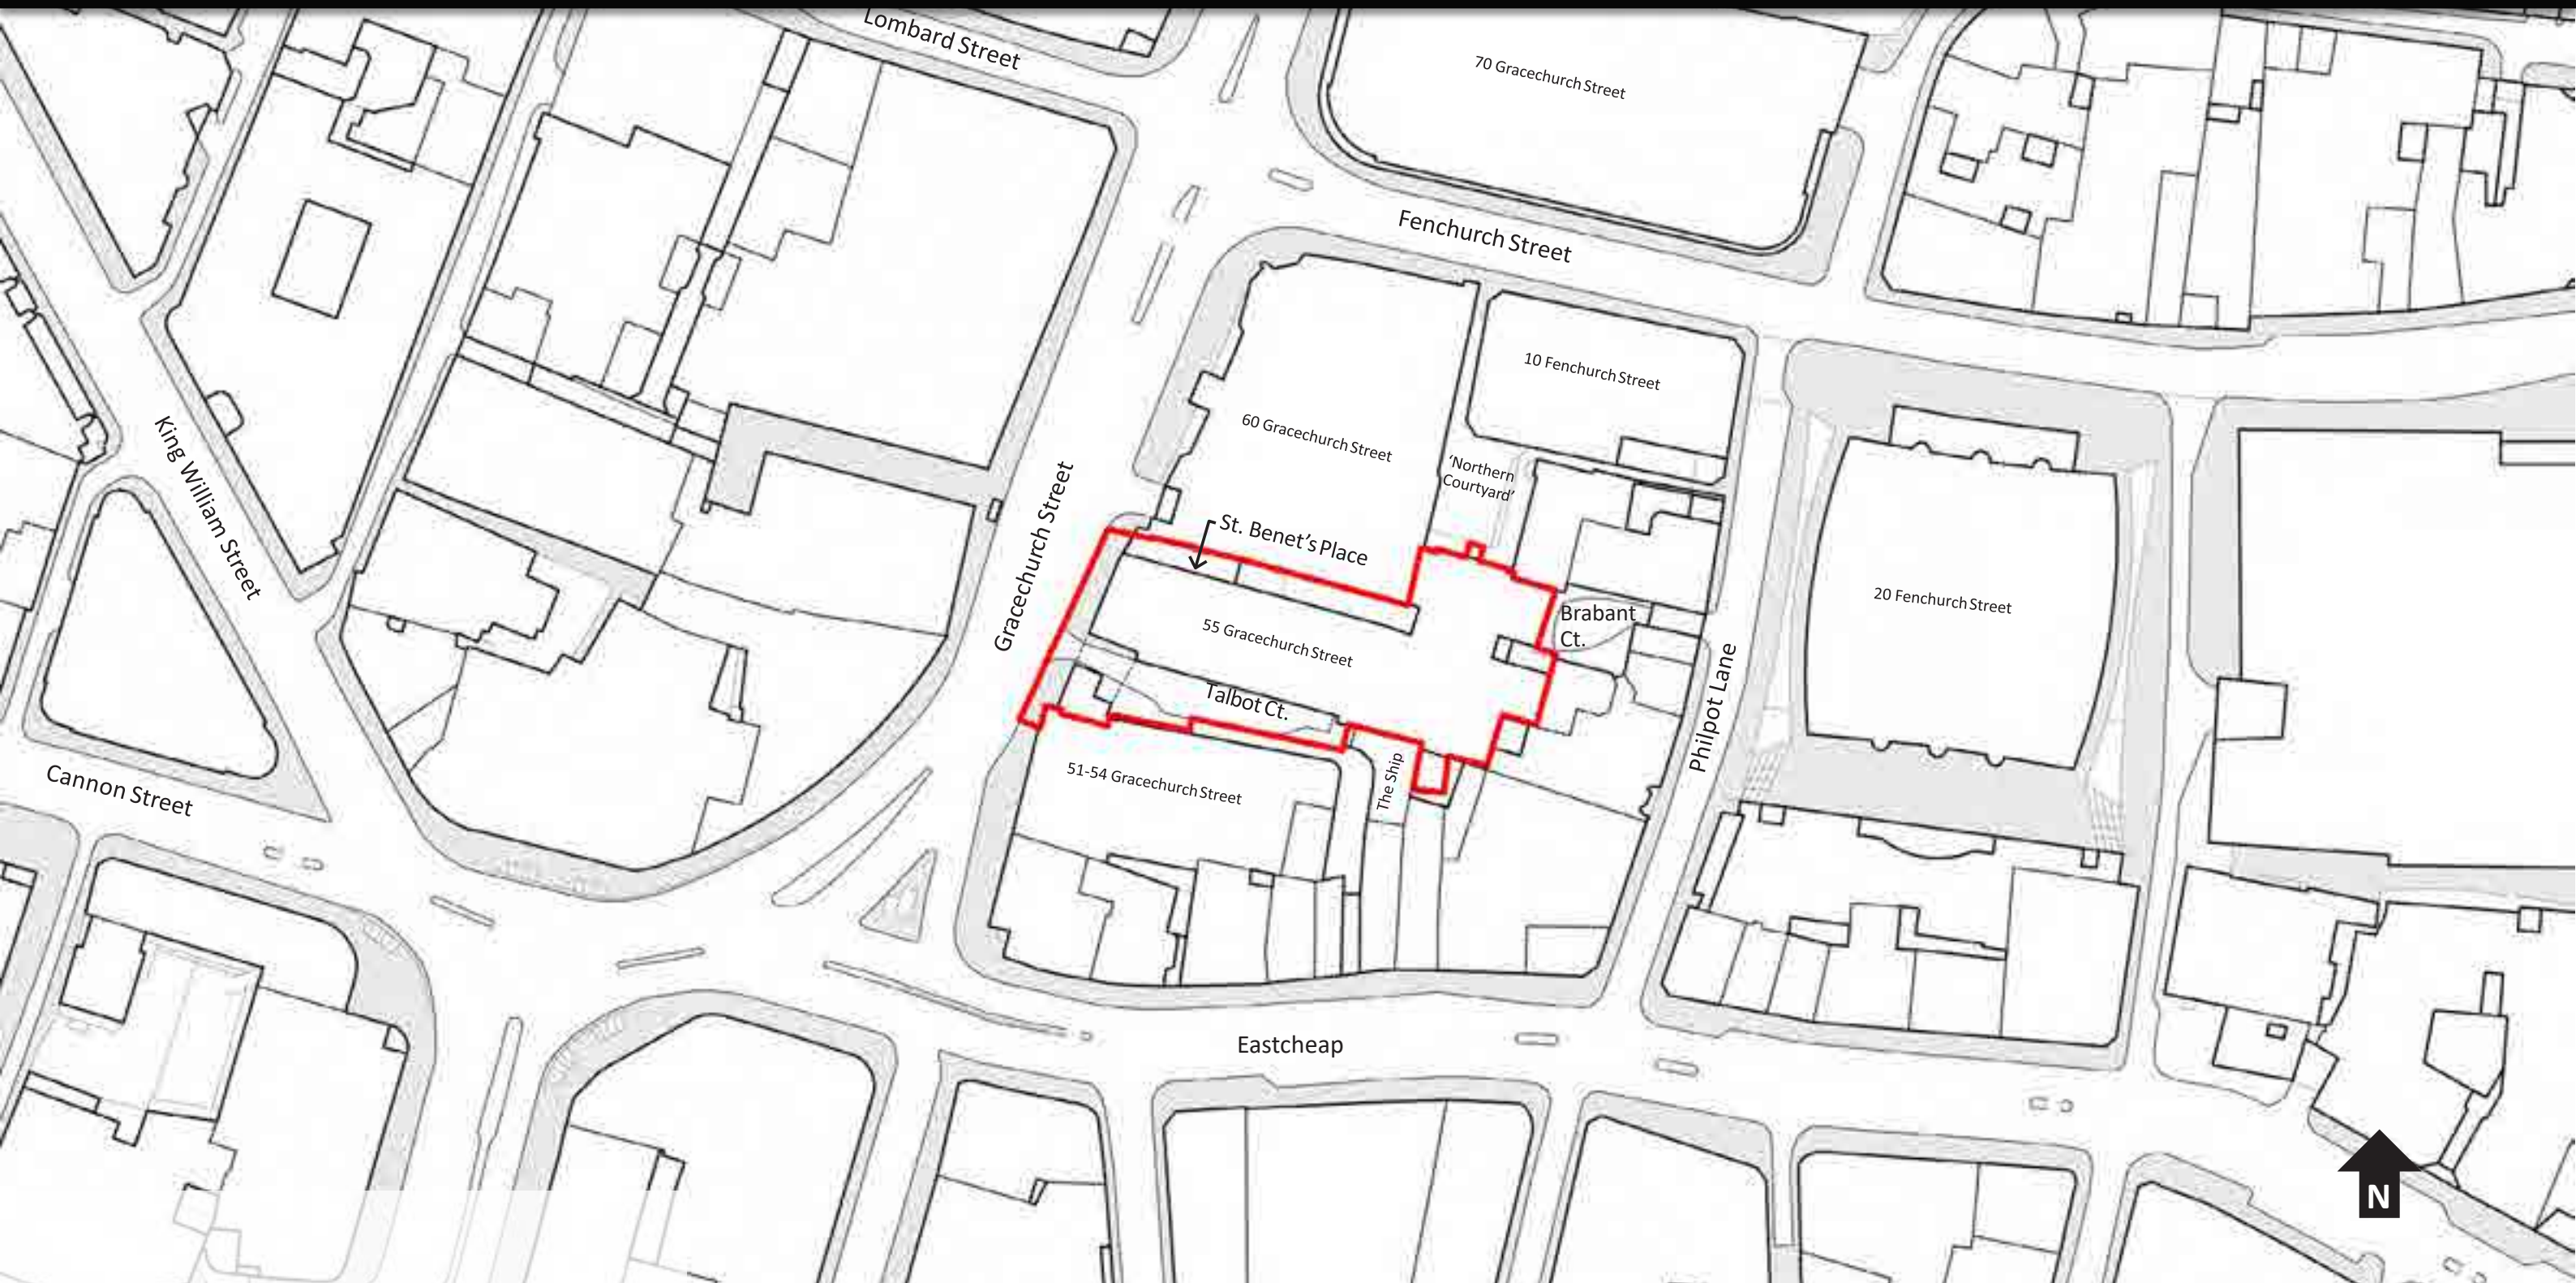 Lombard Street
70 Gracechurch Street
Fenchurch Street
10 Fenchurch Street
60 Gracechurch Street
'Northern
Courtyard'
King William Street
Gracechurch Street
St. Benet's Place
55 Gracechurch Street
Brabant
Ct.
20 Fenchurch Street
Talbot Ct.
Philpot Lane
51-54 Gracechurch Street
The Ship
Cannon Street
Eastcheap
N